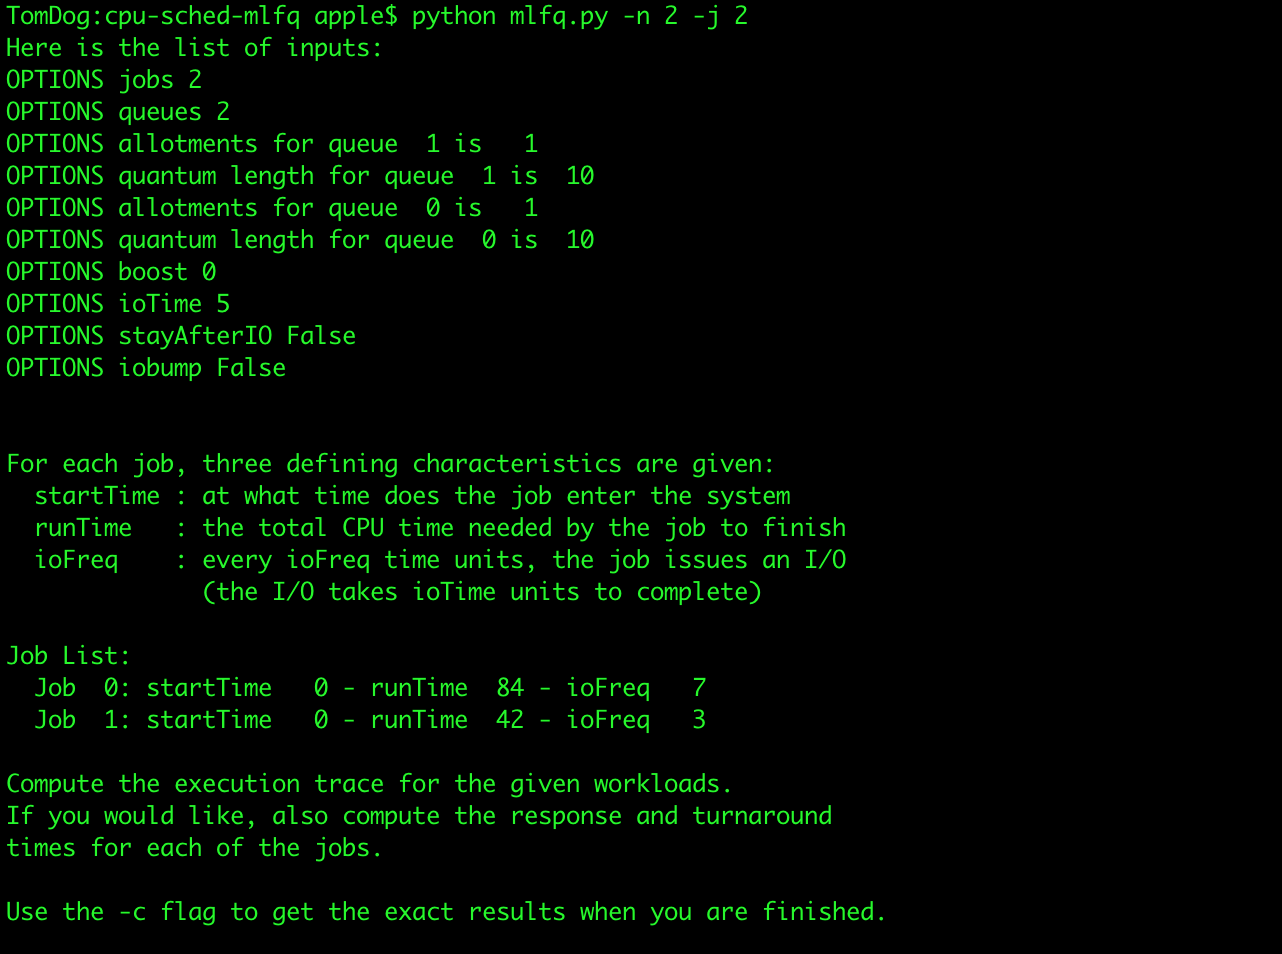 TomDog:cpu-sched-mlfq apple$ python mlfq.py -n 2 -j 2
Here is the list of inputs:
OPTIONS jobs 2
OPTIONS queues 2
OPTIONS allotments for queue  1 is   1
OPTIONS quantum length for queue  1 is  10
OPTIONS allotments for queue  0 is   1
OPTIONS quantum length for queue  0 is  10
OPTIONS boost 0
OPTIONS ioTime 5
OPTIONS stayAfterIO False
OPTIONS iobump False
For each job, three defining characteristics are given:
  startTime : at what time does the job enter the system
  runTime   : the total CPU time needed by the job to finish
  ioFreq    : every ioFreq time units, the job issues an I/O
              (the I/O takes ioTime units to complete)
Job List:
  Job  0: startTime   0 - runTime  84 - ioFreq   7
  Job  1: startTime   0 - runTime  42 - ioFreq   3
Compute the execution trace for the given workloads.
If you would like, also compute the response and turnaround
times for each of the jobs.
Use the -c flag to get the exact results when you are finished.